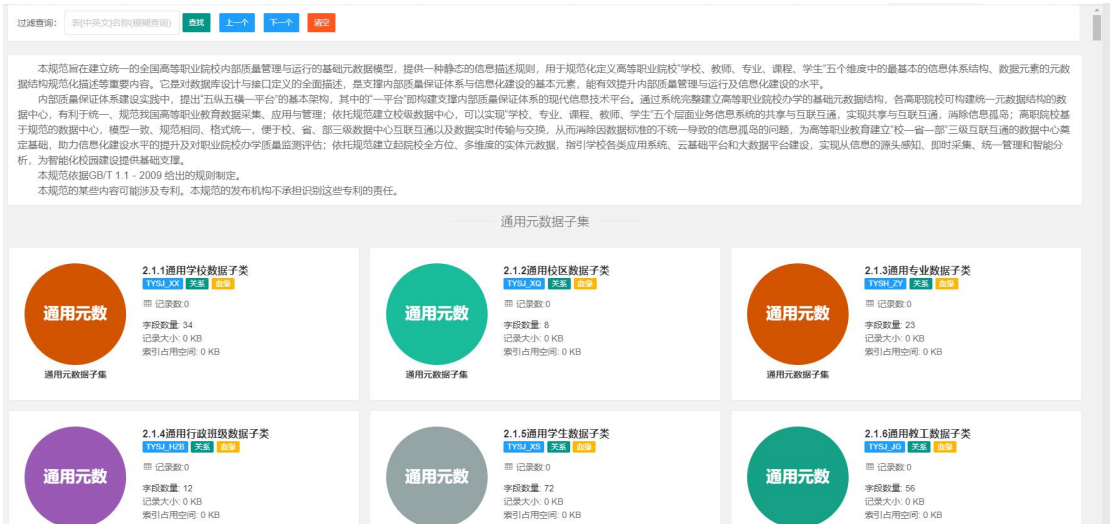 过滤查询: 表[中英文]名称(模糊查询) 查找 上一个 下一个 清空
本规范旨在建立统一的全国高等职业院校内部质量管理与运行的基础元数据模型，提供一种静态的信息描述规则，用于规范化定义高等职业院校"学校、教师、专业、课程、学生"五个维度中的最基本的信息体系结构、数据元素的元数
据结构规范化描述等重要内容。它是对数据库设计与接口定义的全面描述，是支撑内部质量保证体系与信息化建设的基本元素，能有效提升内部质量管理与运行及信息化建设的水平。
内部质量保证体系建设实践中，提出"五纵五横一平台"的基本架构，其中的"一平台"即构建支撑内部质量保证体系的现代信息技术平台。通过系统完整建立高等职业院校办学的基础元数据结构，各高职院校可构建统一元数据结构的数
据中心，有利于统一、规范我国高等职业教育数据采集、应用与管理；依托规范建立校级数据中心，可以实现"学校、专业、课程、教师、学生"五个层面业务信息系统的共享与互联互通，实现共享与互联互通，消除信息孤岛；高职院校基
于规范的数据中心，模型一致、规范相同、格式统一，便于校、省、部三级数据中心互联互通以及数据实时传输与交换，从而消除因数据标准的不统一导致的信息孤岛的问题，为高等职业教育建立"校—省—部"三级互联互通的数据中心奠
定基础，助力信息化建设水平的提升及对职业院校办学质量监测评估；依托规范建立起院校全方位、多维度的实体元数据，指引学校各类应用系统、云基础平台和大数据平台建设，实现从信息的源头感知、即时采集、统一管理和智能分
析，为智能化校园建设提供基础支撑。
本规范依据GB/T 1.1 - 2009 给出的规则制定。
本规范的某些内容可能涉及专利。本规范的发布机构不承担识别这些专利的责任。
通用元数据子集
通用元数
通用元数据子集
2.1.1通用学校数据子类
TYSJ_XX 关系 血缘
记录数:0
字段数量: 34
记录大小: 0 KB
索引占用空间: 0 KB
通用元数
通用元数据子集
2.1.2通用校区数据子类
TYSJ_XQ 关系 血缘
记录数:0
字段数量: 8
记录大小: 0 KB
索引占用空间: 0 KB
通用元数
通用元数据子集
2.1.3通用专业数据子类
TYSH_ZY 关系 血缘
记录数:0
字段数量: 23
记录大小: 0 KB
索引占用空间: 0 KB
通用元数
2.1.4通用行政班级数据子类
TYSJ_HZB 关系 血缘
记录数:0
字段数量: 12
记录大小: 0 KB
索引占用空间: 0 KB
通用元数
2.1.5通用学生数据子类
TYSJ_XS 关系 血缘
记录数:0
字段数量: 72
记录大小: 0 KB
索引占用空间: 0 KB
通用元数
2.1.6通用教工数据子类
TYSJ_JG 关系 血缘
记录数:0
字段数量: 56
记录大小: 0 KB
索引占用空间: 0 KB